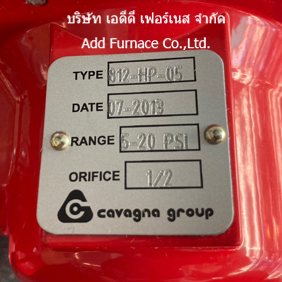 บริษัท เอดีดี เฟอร์เนส จำกัด
Add Furnace Co.,Ltd.
TYPE 912-HP-05
DATE 07-2013
RANGE 5-20 PSI
ORIFICE 1/2
cavagna group